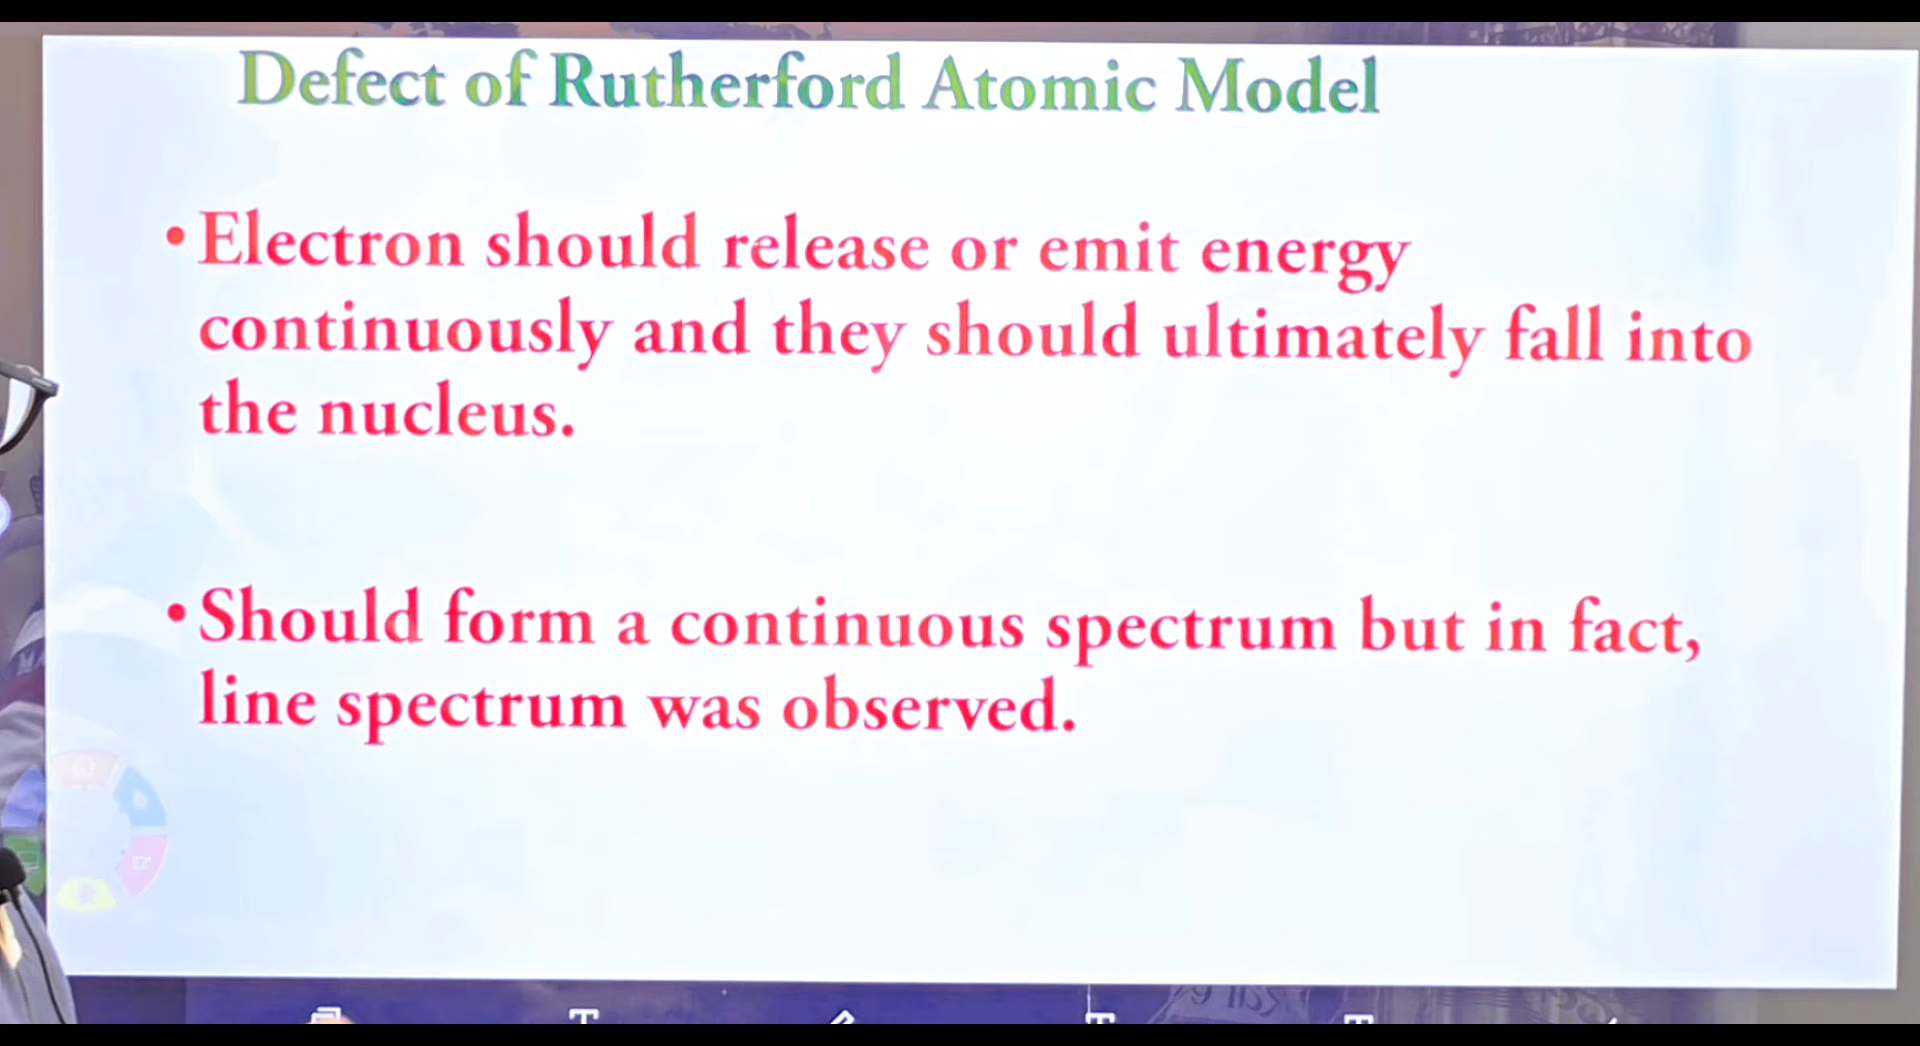 Defect of Rutherford Atomic Model
•Electron should release or emit energy
continuously and they should ultimately fall into
the nucleus.
•Should form a continuous spectrum but in fact,
line spectrum was observed.